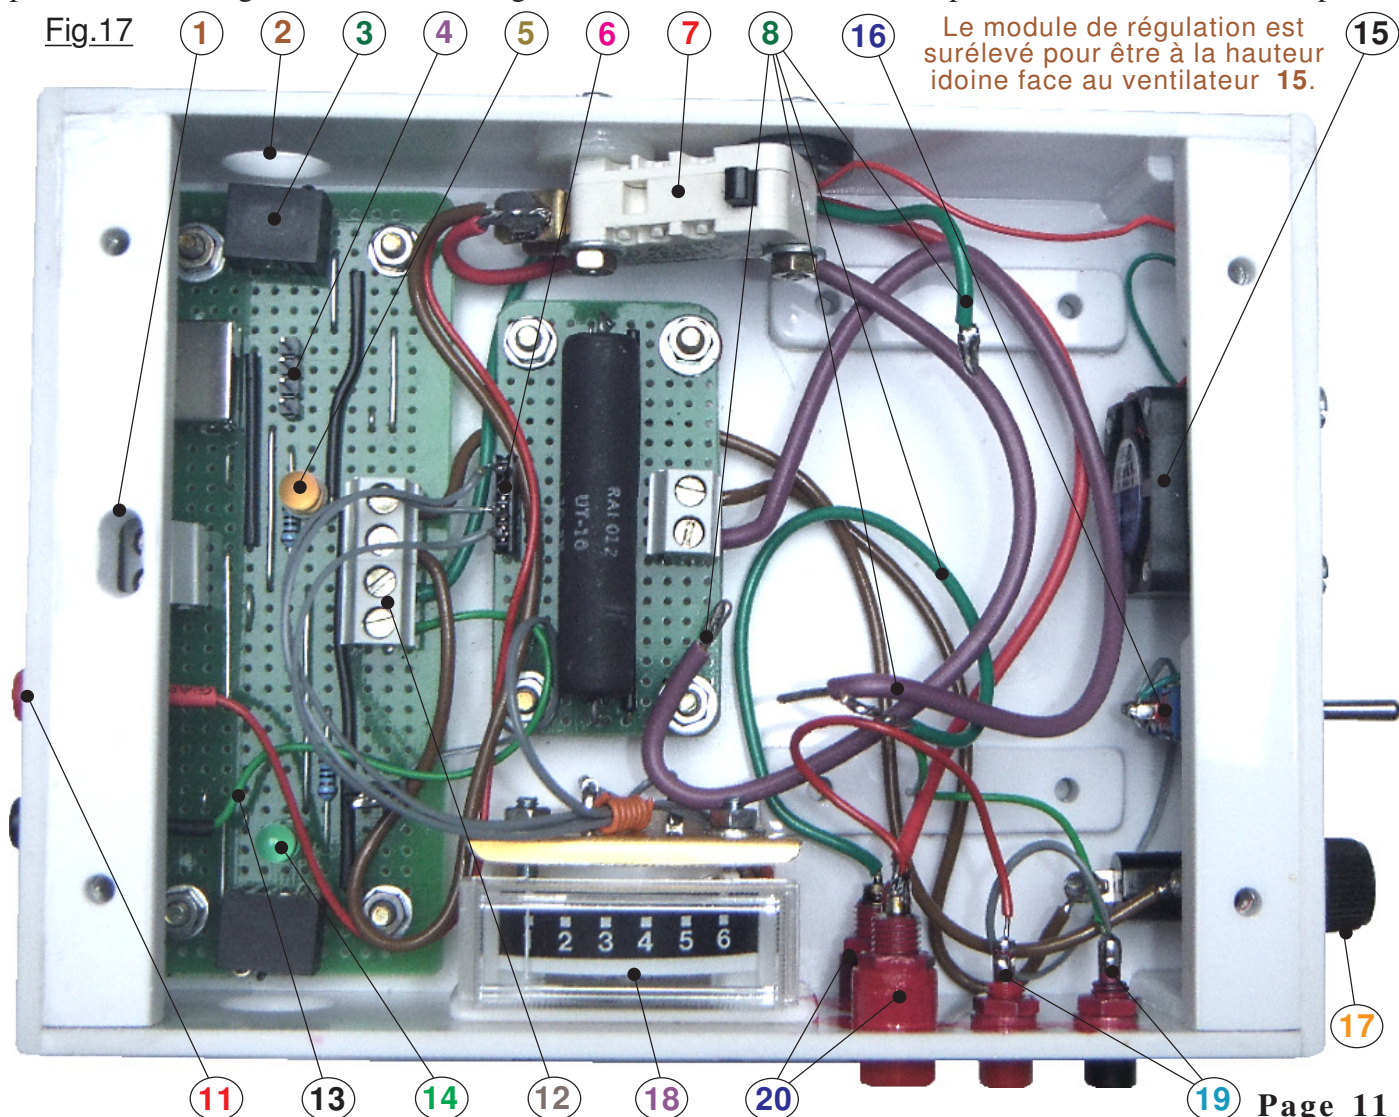 Fig.17
1 2 3 4 5 6 7 8 16
Le module de régulation est
surélevé pour être à la hauteur
idoine face au ventilateur 15.
15
RAI 012
UT-10
2 3 4 5 6
17
11 13 14 12 18 20 19
Page 11